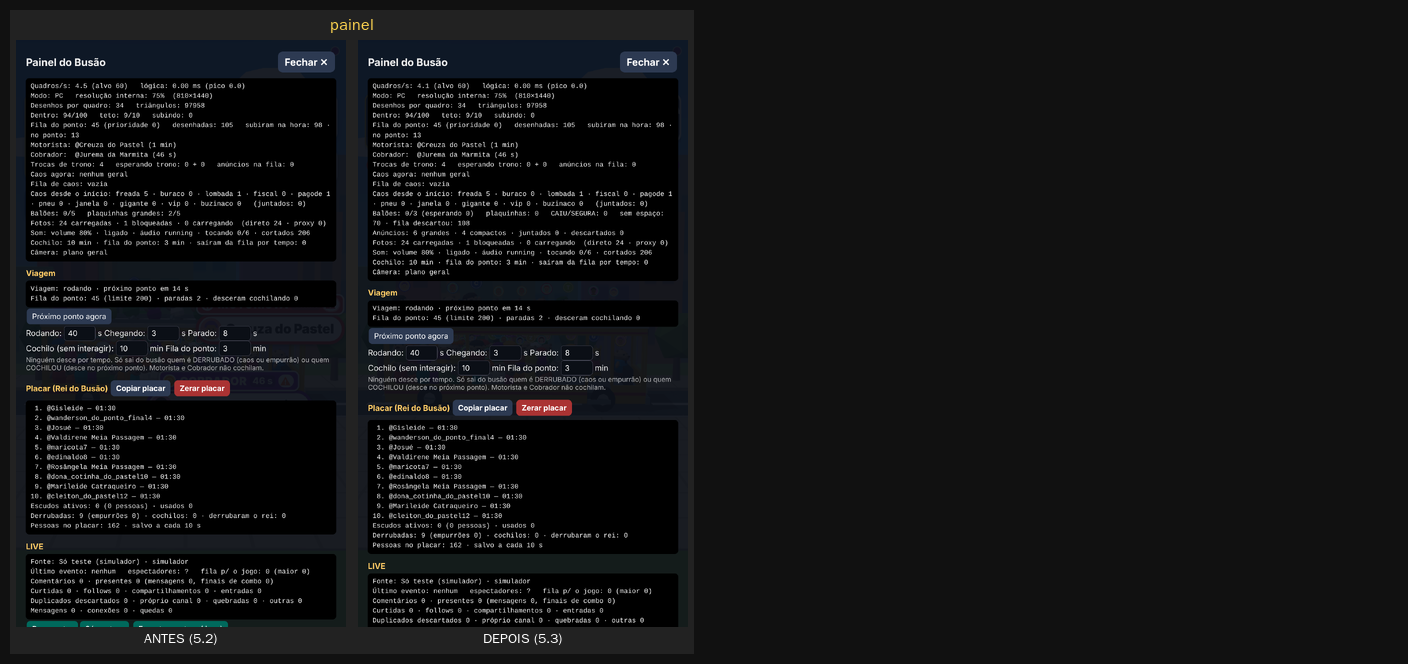 painel
Painel do Busão
Fechar ✕
Quadros/s: 4.5 (alvo 60)   lógica: 0.00 ms (pico 0.0)
Modo: PC   resolução interna: 75%  (810×1440)
Desenhos por quadro: 34   triângulos: 97958
Dentro: 94/100   teto: 9/10   subindo: 0
Fila do ponto: 45 (prioridade 0)   desenhadas: 105   subiram na hora: 98 ·
no ponto: 13
Motorista: @Creuza do Pastel (1 min)
Cobrador:  @Jurema da Marmita (46 s)
Trocas de trono: 4   esperando trono: 0 + 0   anúncios na fila: 0
Caos agora: nenhum geral
Fila de caos: vazia
Caos desde o início: freada 5 · buraco 0 · lombada 1 · fiscal 0 · pagode 1
· pneu 0 · janela 0 · gigante 0 · vip 0 · buzinaco 0  (juntados: 0)
Balões: 0/5   plaquinhas grandes: 2/5
Fotos: 24 carregadas · 1 bloqueadas · 0 carregando  (direto 24 · proxy 0)
Som: volume 80% · ligado · áudio running · tocando 0/6 · cortados 206
Cochilo: 10 min · fila do ponto: 3 min · saíram da fila por tempo: 0
Câmera: plano geral
Viagem
Viagem: rodando · próximo ponto em 14 s
Fila do ponto: 45 (limite 200) · paradas 2 · desceram cochilando 0
Próximo ponto agora
Rodando: 40 s Chegando: 3 s Parado: 8 s
Cochilo (sem interagir): 10 min Fila do ponto: 3 min
Ninguém desce por tempo. Só sai do busão quem é DERRUBADO (caos ou empurrão) ou quem
COCHILOU (desce no próximo ponto). Motorista e Cobrador não cochilam.
Placar (Rei do Busão) Copiar placar Zerar placar
1. @Gisleide — 01:30
2. @wanderson_do_ponto_final4 — 01:30
3. @Josué — 01:30
4. @Valdirene Meia Passagem — 01:30
5. @maricota7 — 01:30
6. @edinaldo8 — 01:30
7. @Rosângela Meia Passagem — 01:30
8. @dona_cotinha_do_pastel10 — 01:30
9. @Marileide Catraqueiro — 01:30
10. @cleiton_do_pastel12 — 01:30
Escudos ativos: 0 (0 pessoas) · usados 0
Derrubadas: 9 (empurrões 0) · cochilos: 0 · derrubaram o rei: 0
Pessoas no placar: 162 · salvo a cada 10 s
LIVE
Fonte: Só teste (simulador) · simulador
Último evento: nenhum   espectadores: ?   fila p/ o jogo: 0 (maior 0)
Comentários 0 · presentes 0 (mensagens 0, finais de combo 0)
Curtidas 0 · follows 0 · compartilhamentos 0 · entradas 0
Duplicados descartados 0 · próprio canal 0 · quebradas 0 · outras 0
Mensagens 0 · conexões 0 · quedas 0
ANTES (5.2)
Painel do Busão
Fechar ✕
Quadros/s: 4.1 (alvo 60)   lógica: 0.00 ms (pico 0.0)
Modo: PC   resolução interna: 75%  (810×1440)
Desenhos por quadro: 34   triângulos: 97958
Dentro: 94/100   teto: 9/10   subindo: 0
Fila do ponto: 45 (prioridade 0)   desenhadas: 105   subiram na hora: 98 ·
no ponto: 13
Motorista: @Creuza do Pastel (1 min)
Cobrador:  @Jurema da Marmita (46 s)
Trocas de trono: 4   esperando trono: 0 + 0   anúncios na fila: 0
Caos agora: nenhum geral
Fila de caos: vazia
Caos desde o início: freada 5 · buraco 0 · lombada 1 · fiscal 0 · pagode 1
· pneu 0 · janela 0 · gigante 0 · vip 0 · buzinaco 0  (juntados: 0)
Balões: 0/3 (esperando 0)   plaquinhas: 0   CAIU/SEGURA: 0   sem espaço:
70 · fila descartou: 108
Anúncios: 6 grandes · 4 compactos · juntados 0 · descartados 0
Fotos: 24 carregadas · 1 bloqueadas · 0 carregando  (direto 24 · proxy 0)
Som: volume 80% · ligado · áudio running · tocando 0/6 · cortados 206
Cochilo: 10 min · fila do ponto: 3 min · saíram da fila por tempo: 0
Câmera: plano geral
Viagem
Viagem: rodando · próximo ponto em 14 s
Fila do ponto: 45 (limite 200) · paradas 2 · desceram cochilando 0
Próximo ponto agora
Rodando: 40 s Chegando: 3 s Parado: 8 s
Cochilo (sem interagir): 10 min Fila do ponto: 3 min
Ninguém desce por tempo. Só sai do busão quem é DERRUBADO (caos ou empurrão) ou quem
COCHILOU (desce no próximo ponto). Motorista e Cobrador não cochilam.
Placar (Rei do Busão) Copiar placar Zerar placar
1. @Gisleide — 01:30
2. @wanderson_do_ponto_final4 — 01:30
3. @Josué — 01:30
4. @Valdirene Meia Passagem — 01:30
5. @maricota7 — 01:30
6. @edinaldo8 — 01:30
7. @Rosângela Meia Passagem — 01:30
8. @dona_cotinha_do_pastel10 — 01:30
9. @Marileide Catraqueiro — 01:30
10. @cleiton_do_pastel12 — 01:30
Escudos ativos: 0 (0 pessoas) · usados 0
Derrubadas: 9 (empurrões 0) · cochilos: 0 · derrubaram o rei: 0
Pessoas no placar: 162 · salvo a cada 10 s
LIVE
Fonte: Só teste (simulador) · simulador
Último evento: nenhum   espectadores: ?   fila p/ o jogo: 0 (maior 0)
Comentários 0 · presentes 0 (mensagens 0, finais de combo 0)
Curtidas 0 · follows 0 · compartilhamentos 0 · entradas 0
Duplicados descartados 0 · próprio canal 0 · quebradas 0 · outras 0
DEPOIS (5.3)